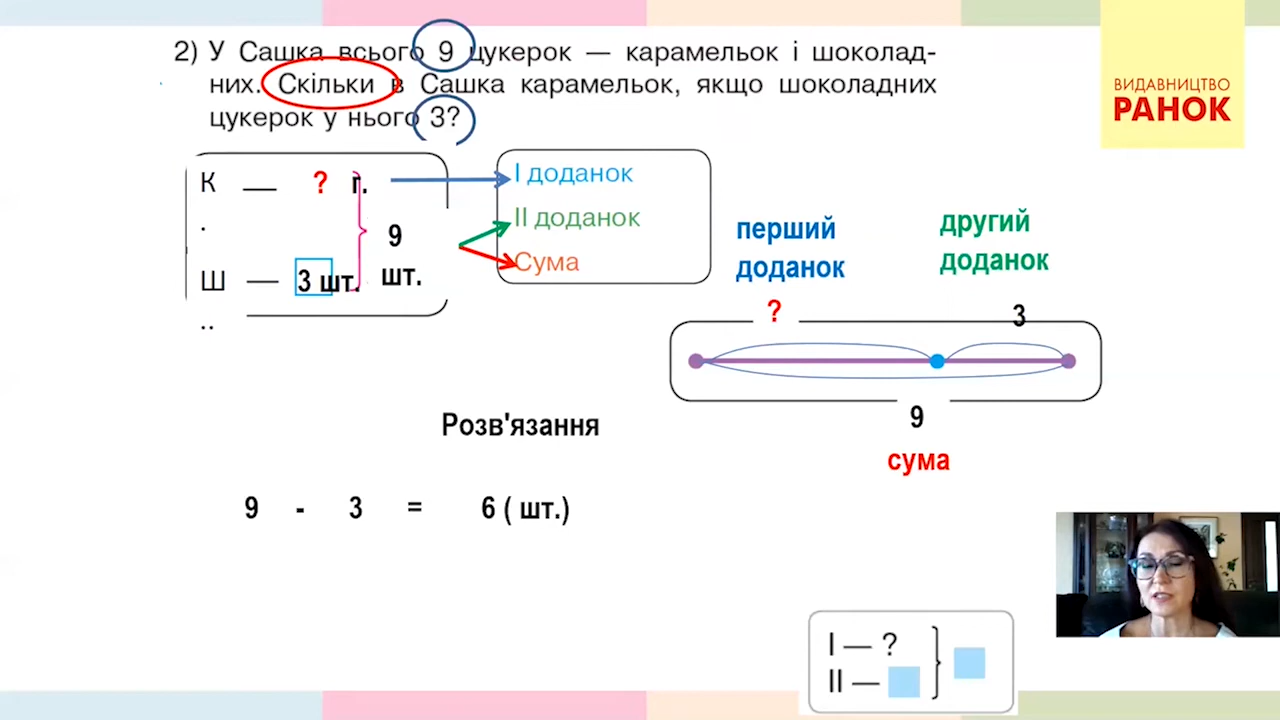 2) У Сашка всього 9 цукерок — карамельок і шоколад-
них. Скільки в Сашка карамельок, якщо шоколадних
цукерок у нього 3?
ВИДАВНИЦТВО
РАНОК
К — ? г.
.
9
шт.
Ш — 3 шт.
..
І доданок
ІІ доданок
Сума
перший
доданок
другий
доданок
?
3
9
сума
Розв'язання
9 - 3 = 6 ( шт.)
І — ?
ІІ —